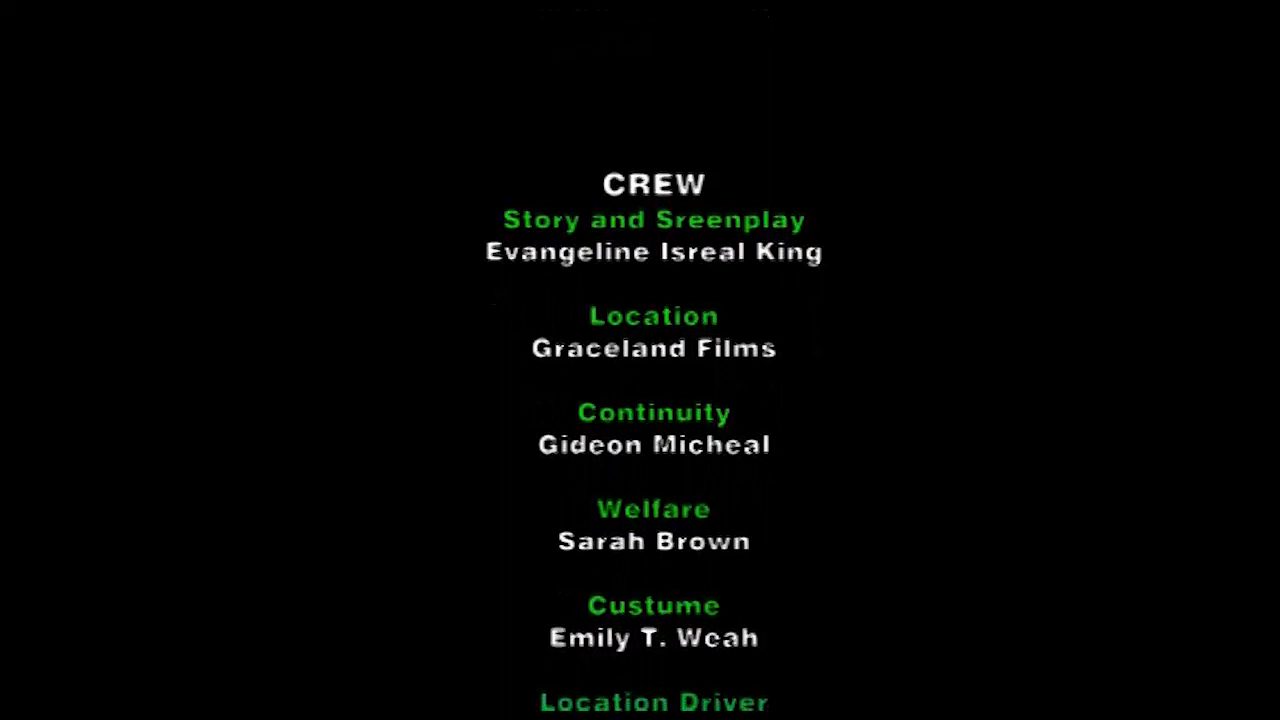 CREW
Story and Sreenplay
Evangeline Isreal King
Location
Graceland Films
Continuity
Gideon Micheal
Welfare
Sarah Brown
Custume
Emily T. Weah
Location Driver